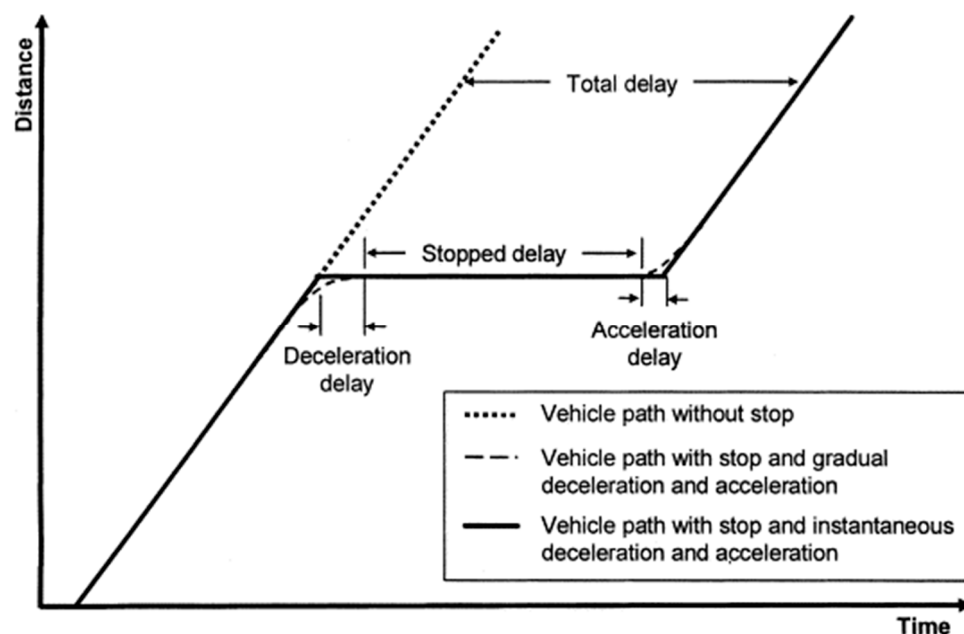 Distance
Total delay
Stopped delay
Deceleration
delay
Acceleration
delay
Vehicle path without stop
Vehicle path with stop and gradual
deceleration and acceleration
Vehicle path with stop and instantaneous
deceleration and acceleration
Time